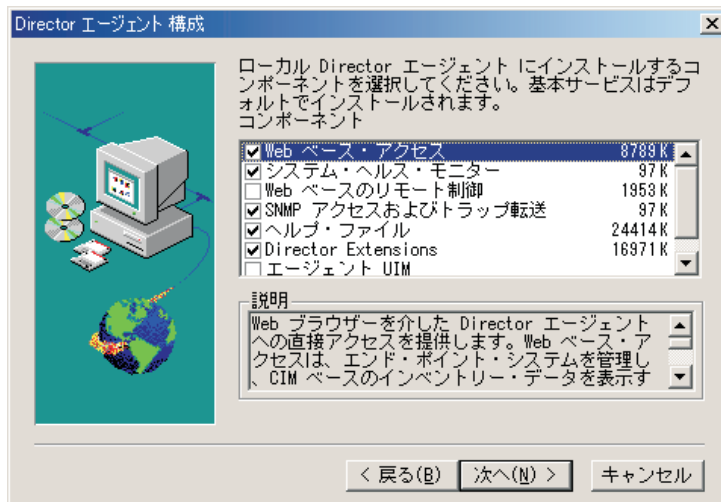 Director エージェント 構成
ローカル Director エージェント にインストールするコ
ンポーネントを選択してください。基本サービスはデフ
ォルトでインストールされます。
コンポーネント
Web ベース・アクセス 8789 K
システム・ヘルス・モニター 97 K
Web ベースのリモート制御 1953 K
SNMP アクセスおよびトラップ転送 97 K
ヘルプ・ファイル 24414 K
Director Extensions 16971 K
エージェント UIM
説明
Web ブラウザーを介した Director エージェント
への直接アクセスを提供します。Web ベース・ア
クセスは、エンド・ポイント・システムを管理し
、CIM ベースのインベントリー・データを表示す
< 戻る(B)
次へ(N) >
キャンセル